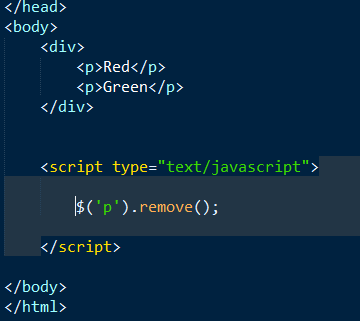 </head>
<body>
    <div>
        <p>Red</p>
        <p>Green</p>
    </div>


    <script type="text/javascript">

        $('p').remove();

    </script>

</body>
</html>